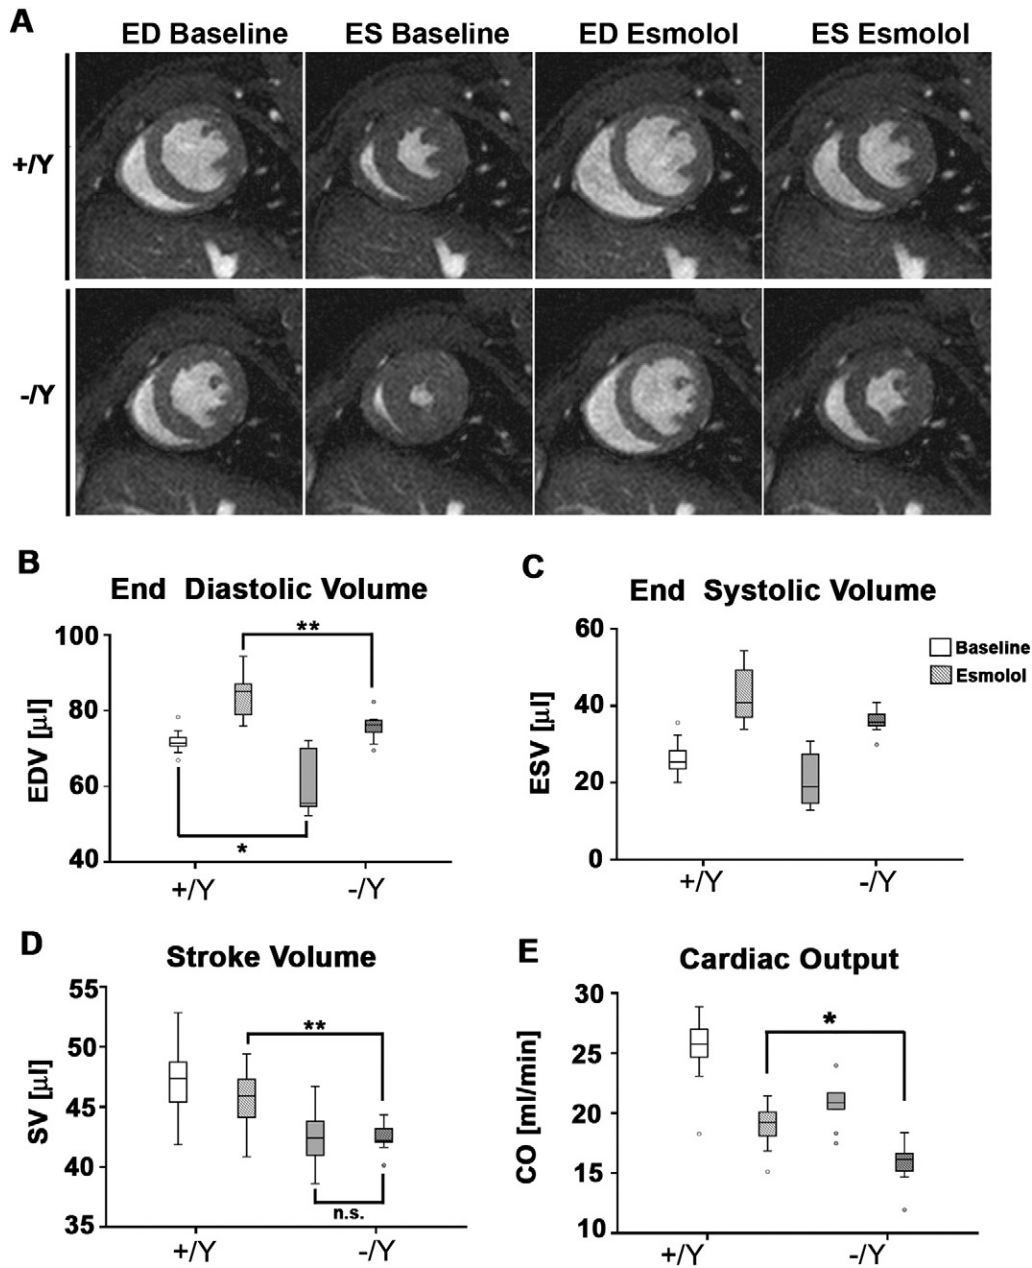 A
ED Baseline ES Baseline ED Esmolol ES Esmolol
+/Y
-/Y
B
End Diastolic Volume
EDV [µl]
100
80
60
40
**
*
+/Y -/Y
C
End Systolic Volume
ESV [µl]
60
40
20
0
Baseline
Esmolol
+/Y -/Y
D
Stroke Volume
SV [µl]
55
50
45
40
35
**
n.s.
+/Y -/Y
E
Cardiac Output
CO [ml/min]
30
25
20
15
10
*
+/Y -/Y